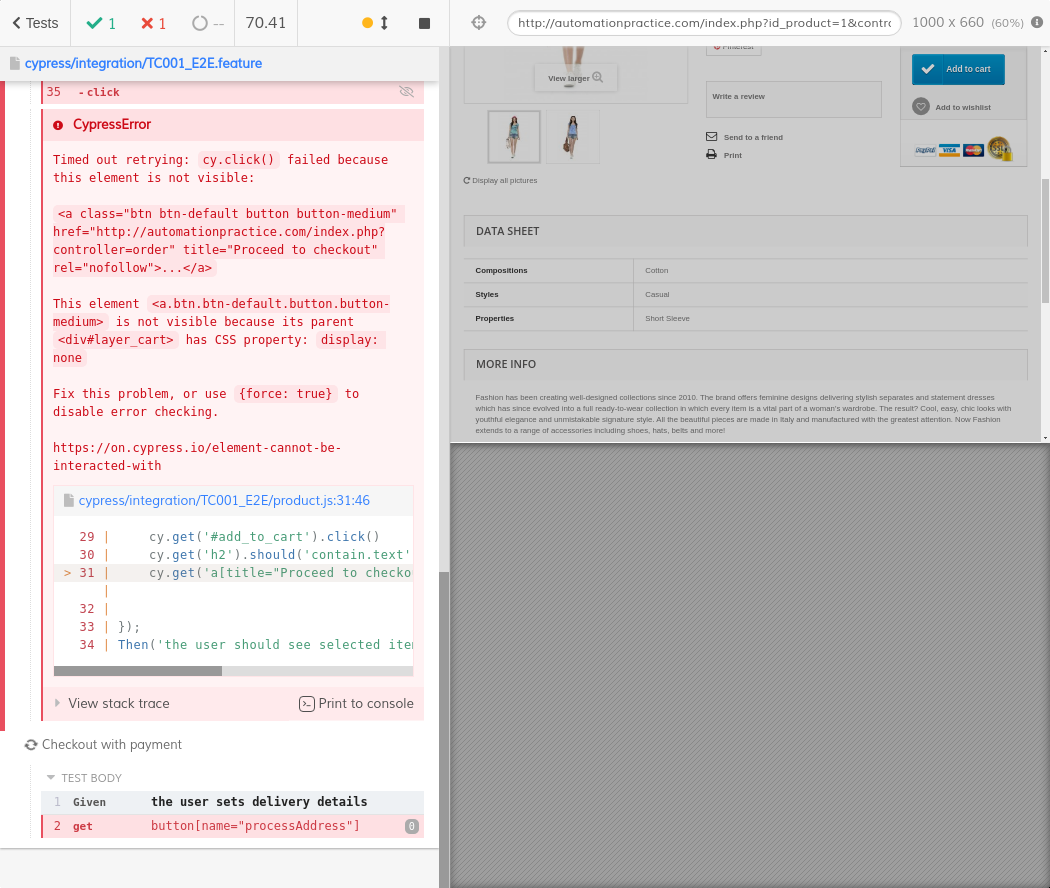 Tests
1
1
--
70.41
http://automationpractice.com/index.php?id_product=1&contro
1000 x 660 (60%)
cypress/integration/TC001_E2E.feature
35 - click
CypressError
Timed out retrying: cy.click() failed because
this element is not visible:
<a class="btn btn-default button button-medium"
href="http://automationpractice.com/index.php?
controller=order" title="Proceed to checkout"
rel="nofollow">...</a>
This element <a.btn.btn-default.button.button-
medium> is not visible because its parent
<div#layer_cart> has CSS property: display:
none
Fix this problem, or use {force: true} to
disable error checking.
https://on.cypress.io/element-cannot-be-
interacted-with
cypress/integration/TC001_E2E/product.js:31:46
29 | cy.get('#add_to_cart').click()
30 | cy.get('h2').should('contain.text'
> 31 | cy.get('a[title="Proceed to checko
|
32 |
33 | });
34 | Then('the user should see selected item
View stack trace
Print to console
Checkout with payment
TEST BODY
1 Given the user sets delivery details
2 get button[name="processAddress"] 0
Pinterest
View larger
Add to cart
Write a review
Add to wishlist
Send to a friend
Print
PayPal
VISA
MasterCard
SSL
Display all pictures
DATA SHEET
Compositions Cotton
Styles Casual
Properties Short Sleeve
MORE INFO
Fashion has been creating well-designed collections since 2010. The brand offers feminine designs delivering stylish separates and statement dresses
which has since evolved into a full ready-to-wear collection in which every item is a vital part of a woman's wardrobe. The result? Cool, easy, chic looks with
youthful elegance and unmistakable signature style. All the beautiful pieces are made in Italy and manufactured with the greatest attention. Now Fashion
extends to a range of accessories including shoes, hats, belts and more!